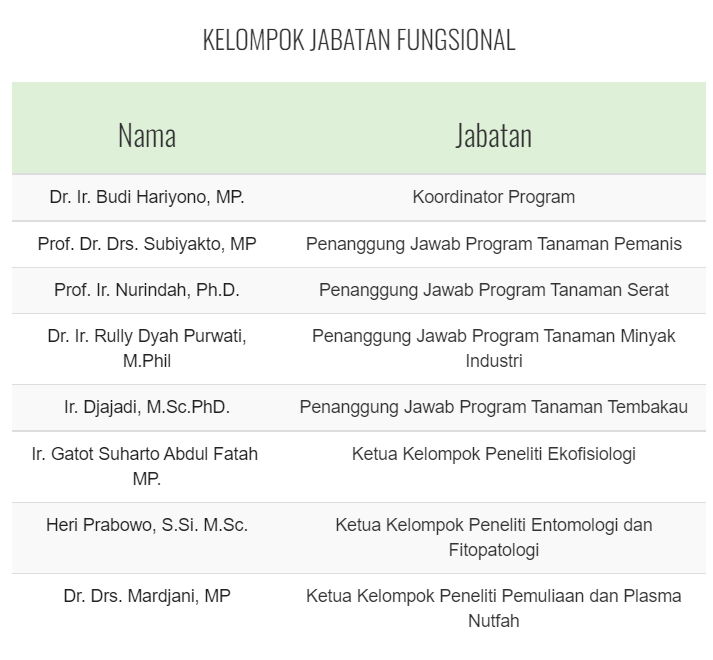 KELOMPOK JABATAN FUNGSIONAL
Nama Jabatan
Dr. Ir. Budi Hariyono, MP. Koordinator Program
Prof. Dr. Drs. Subiyakto, MP Penanggung Jawab Program Tanaman Pemanis
Prof. Ir. Nurindah, Ph.D. Penanggung Jawab Program Tanaman Serat
Dr. Ir. Rully Dyah Purwati, Penanggung Jawab Program Tanaman Minyak
M.Phil Industri
Ir. Djajadi, M.Sc.PhD. Penanggung Jawab Program Tanaman Tembakau
Ir. Gatot Suharto Abdul Fatah Ketua Kelompok Peneliti Ekofisiologi
MP.
Heri Prabowo, S.Si. M.Sc. Ketua Kelompok Peneliti Entomologi dan
Fitopatologi
Dr. Drs. Mardjani, MP Ketua Kelompok Peneliti Pemuliaan dan Plasma
Nutfah